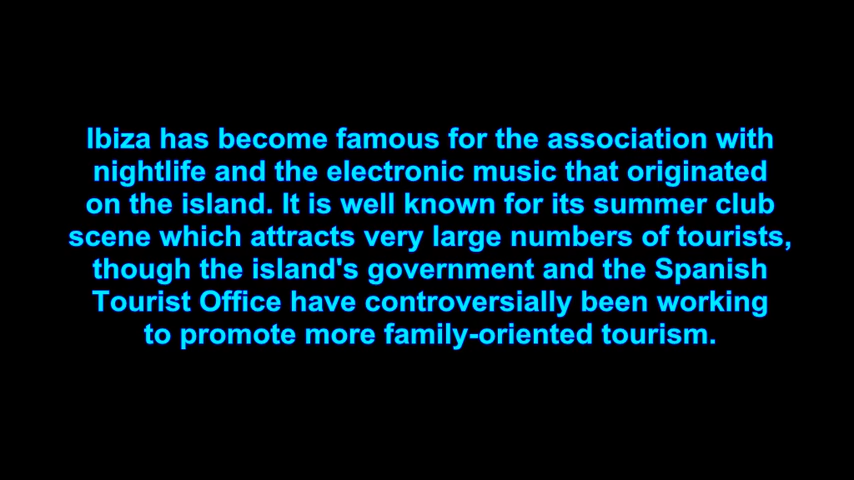 Ibiza has become famous for the association with
nightlife and the electronic music that originated
on the island. It is well known for its summer club
scene which attracts very large numbers of tourists,
though the island's government and the Spanish
Tourist Office have controversially been working
to promote more family-oriented tourism.